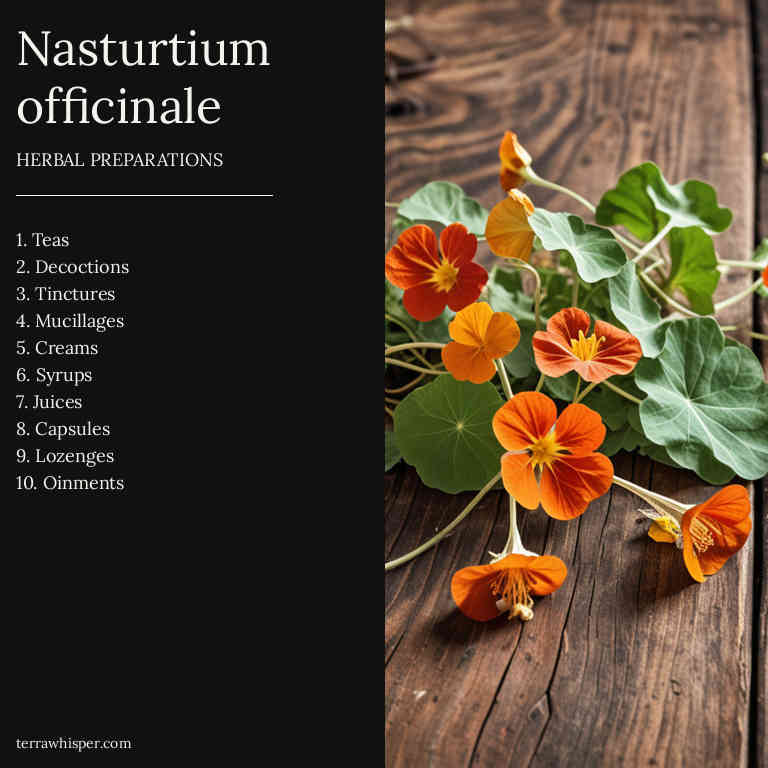 Nasturtium
officinale
HERBAL PREPARATIONS
1. Teas
2. Decoctions
3. Tinctures
4. Mucillages
5. Creams
6. Syrups
7. Juices
8. Capsules
9. Lozenges
10. Oinments
terrawhisper.com